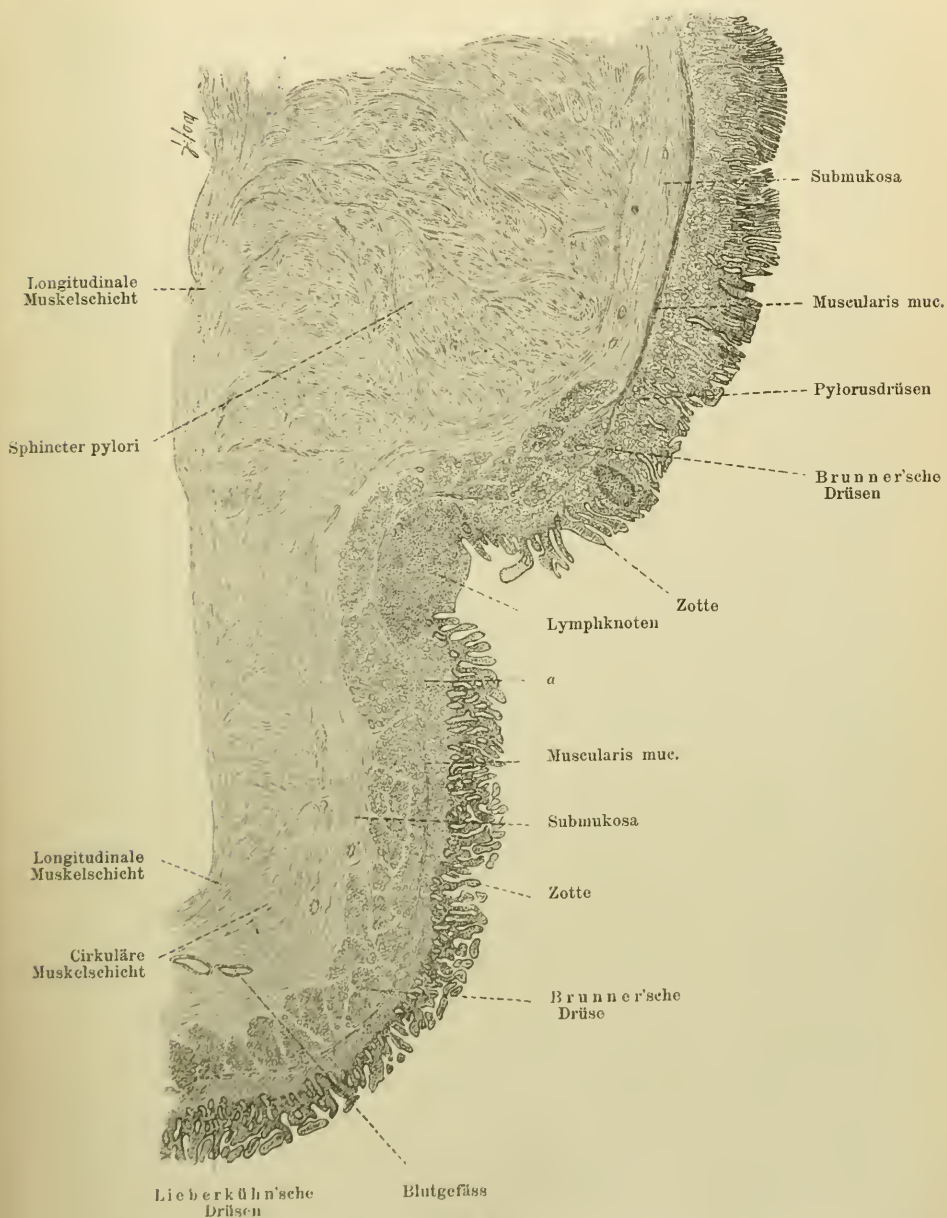 Submukosa
Longitudinale
Muskelschicht
Muscularis muc.
Pylorusdrüsen
Sphincter pylori
Brunner'sche
Drüsen
Zotte
Lymphknoten
a
Muscularis muc.
Submukosa
Longitudinale
Muskelschicht
Zotte
Cirkuläre
Muskelschicht
Brunner'sche
Drüse
Lieberkühn'sche
Drüsen
Blutgefäss